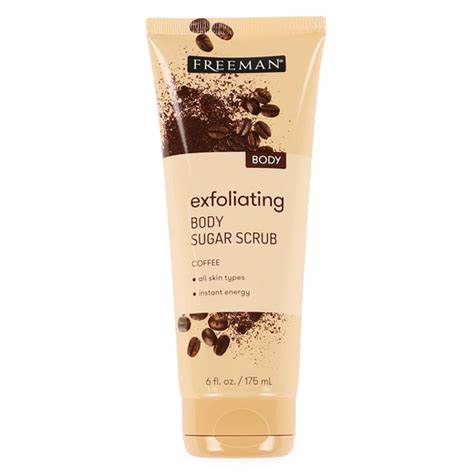 FREEMAN®
BODY
exfoliating
BODY
SUGAR SCRUB
COFFEE
• all skin types
• instant energy
6 fl. oz. / 175 mL